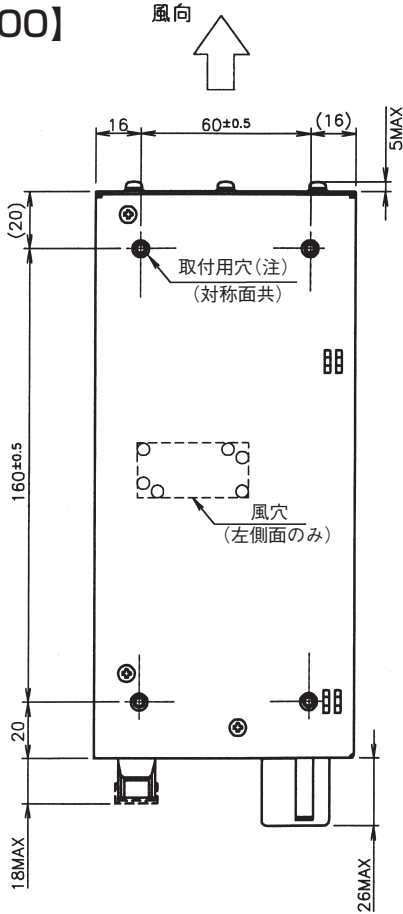 00】
風向
16
60±0.5
(16)
5MAX
(20)
取付用穴(注)
(対称面共)
160±0.5
風穴
(左側面のみ)
20
18MAX
26MAX